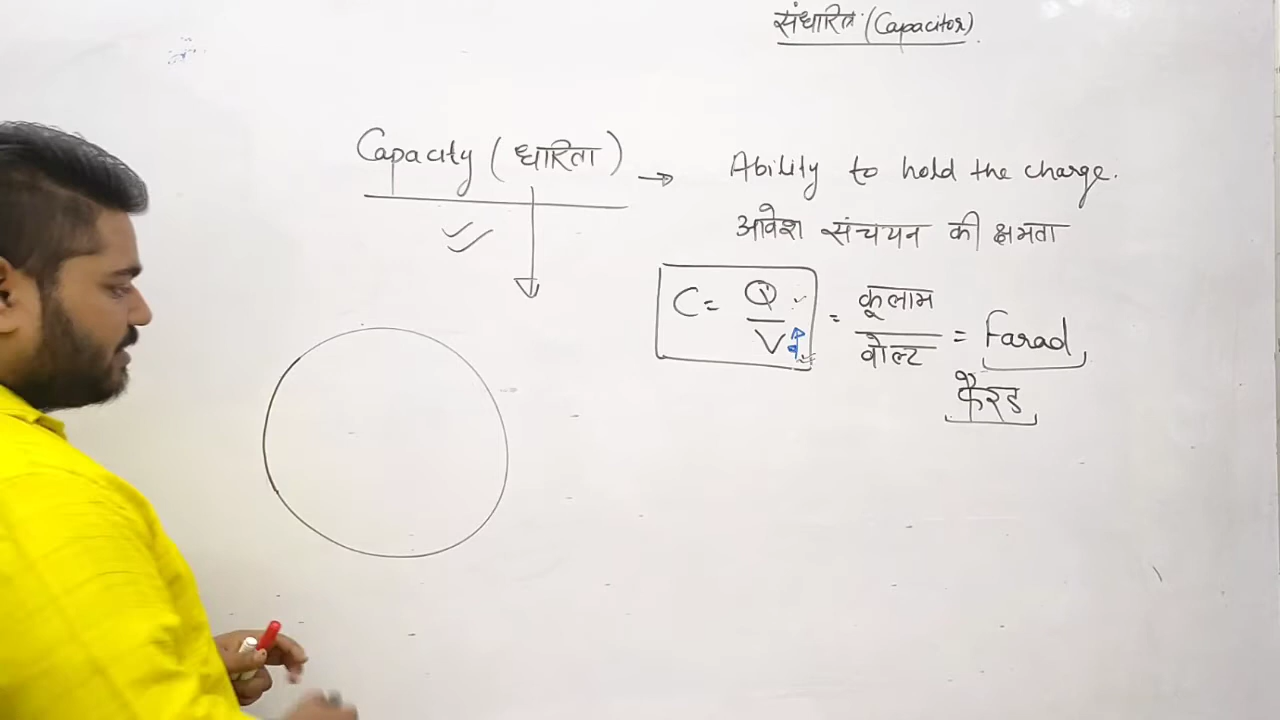 संधारित्र (Capacitor)
Capacity (धारिता) → Ability to hold the charge.
आवेश संचयन की क्षमता
C = Q/V = कूलाम/वोल्ट = Farad
फैरड